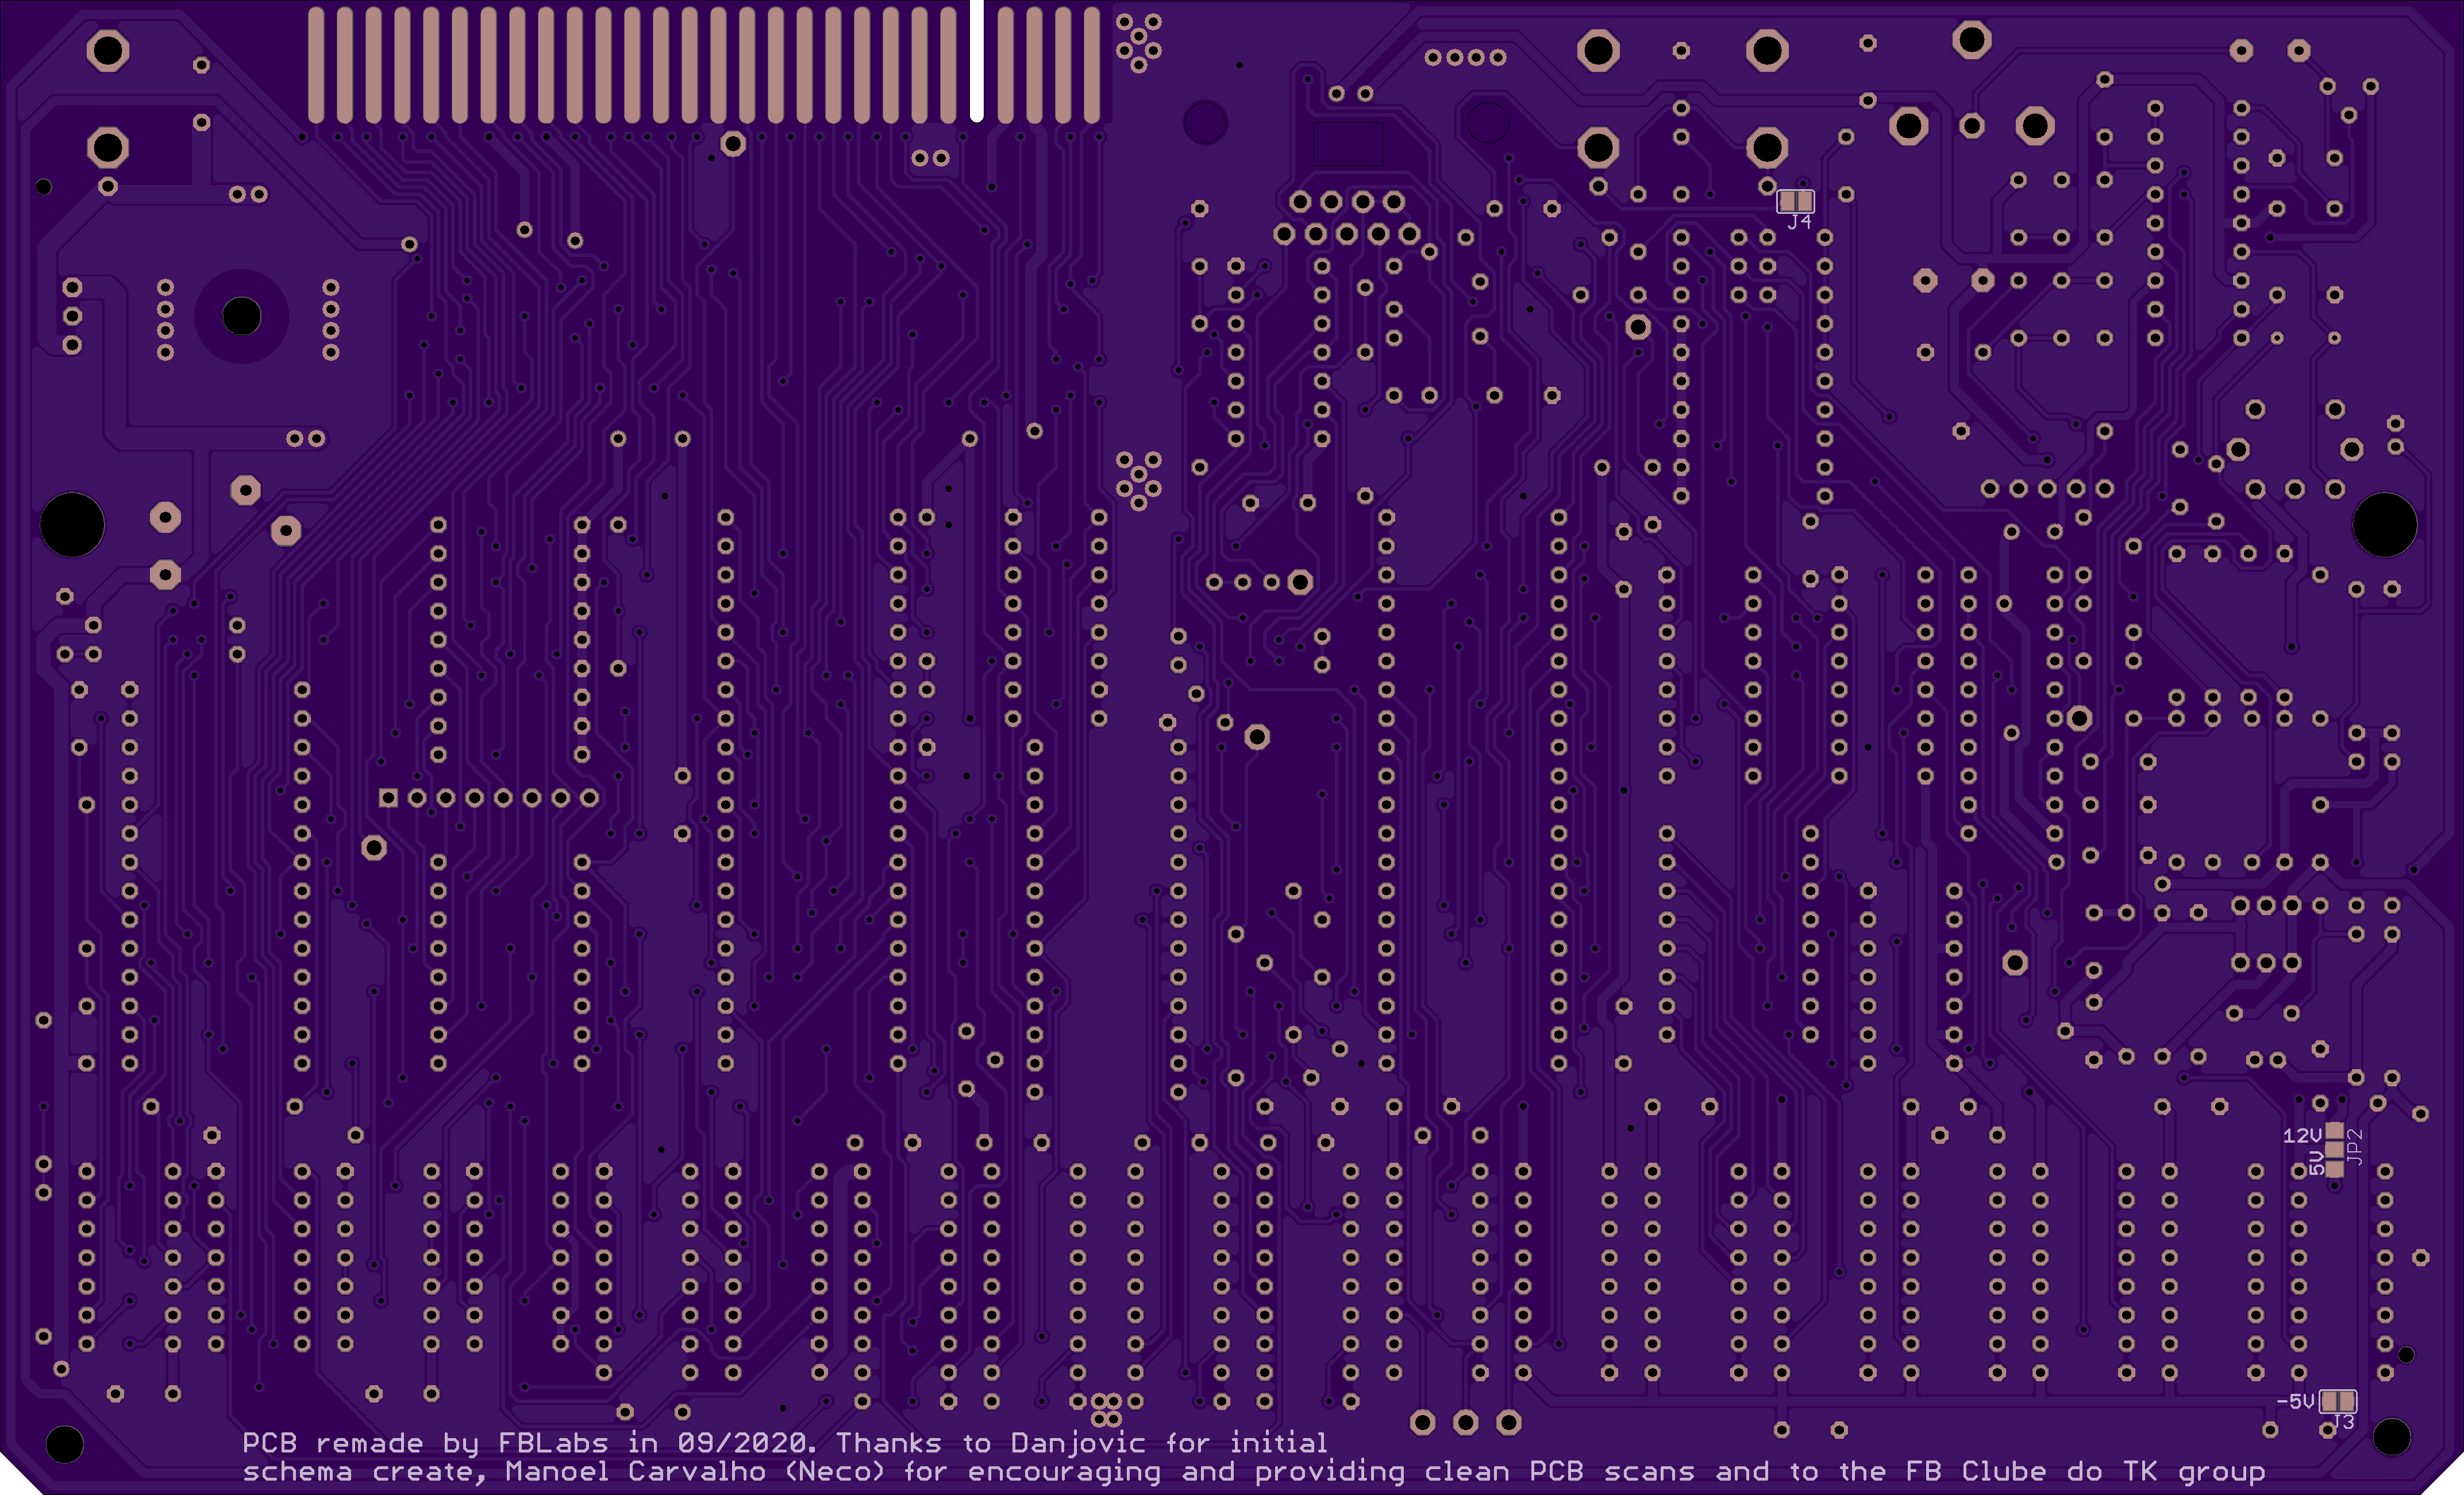 J4
12V
5V
JP2
-5V
J3
PCB remade by FBLabs in 09/2020. Thanks to Danjovic for initial
schema create, Manoel Carvalho (Neco) for encouraging and providing clean PCB scans and to the FB Clube do TK group